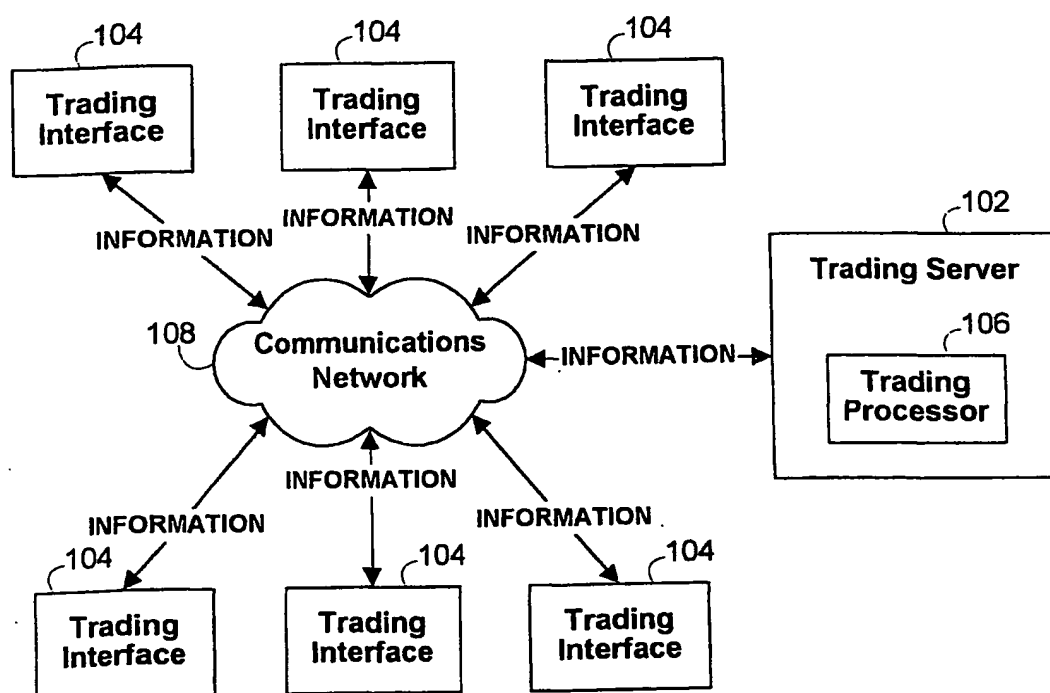 104
104
104
Trading
Interface
Trading
Interface
Trading
Interface
INFORMATION
INFORMATION
INFORMATION
102
Trading Server
106
Trading
Processor
108
Communications
Network
INFORMATION
INFORMATION
INFORMATION
INFORMATION
104
104
104
Trading
Interface
Trading
Interface
Trading
Interface